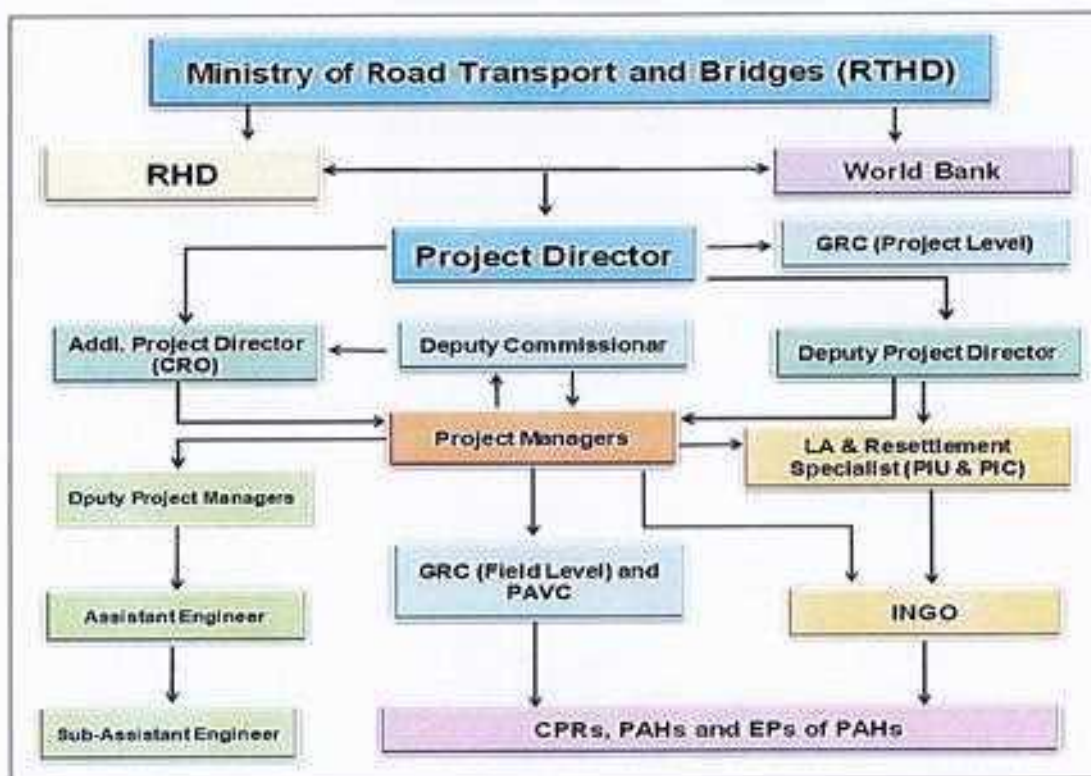 Ministry of Road Transport and Bridges (RTHD)
RHD
World Bank
Project Director
GRC (Project Level)
Addl. Project Director
(CRO)
Deputy Commissionar
Deputy Project Director
Project Managers
LA & Resettlement
Specialist (PIU & PIC)
Dputy Project Managers
GRC (Field Level) and
PAVC
Assistant Engineer
INGO
Sub-Assistant Engineer
CPRs, PAHs and EPs of PAHs